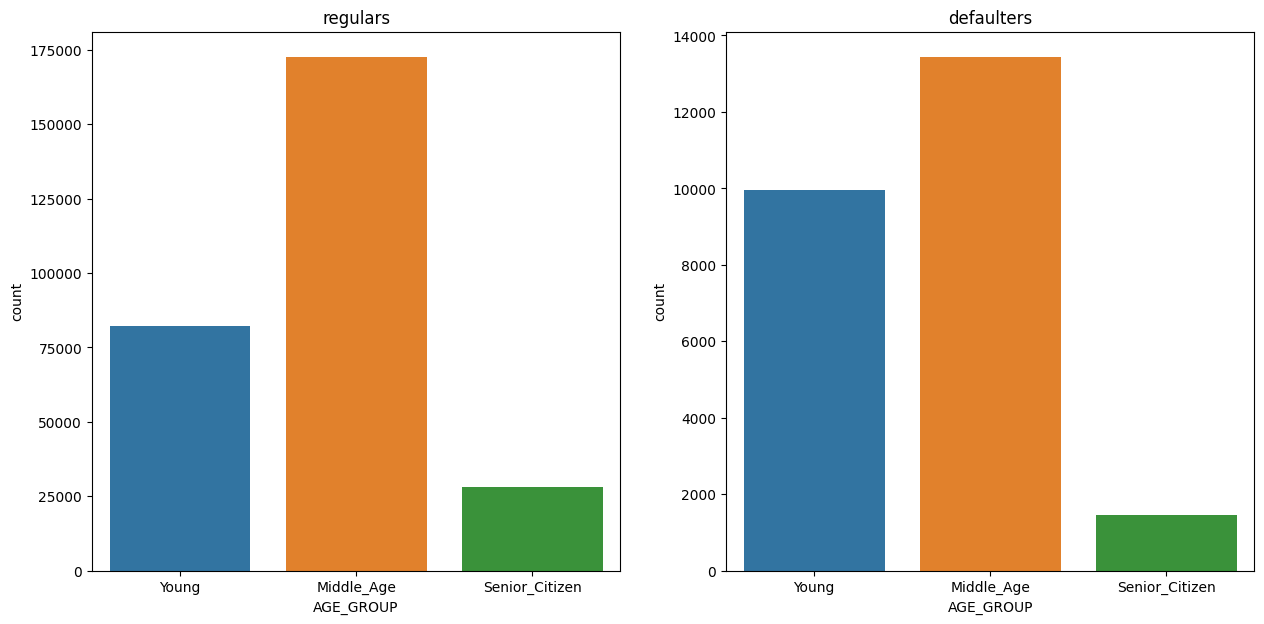 regulars
175000
150000
125000
100000
75000
50000
25000
0
count
Young Middle_Age Senior_Citizen
AGE_GROUP
defaulters
14000
12000
10000
8000
6000
4000
2000
0
count
Young Middle_Age Senior_Citizen
AGE_GROUP